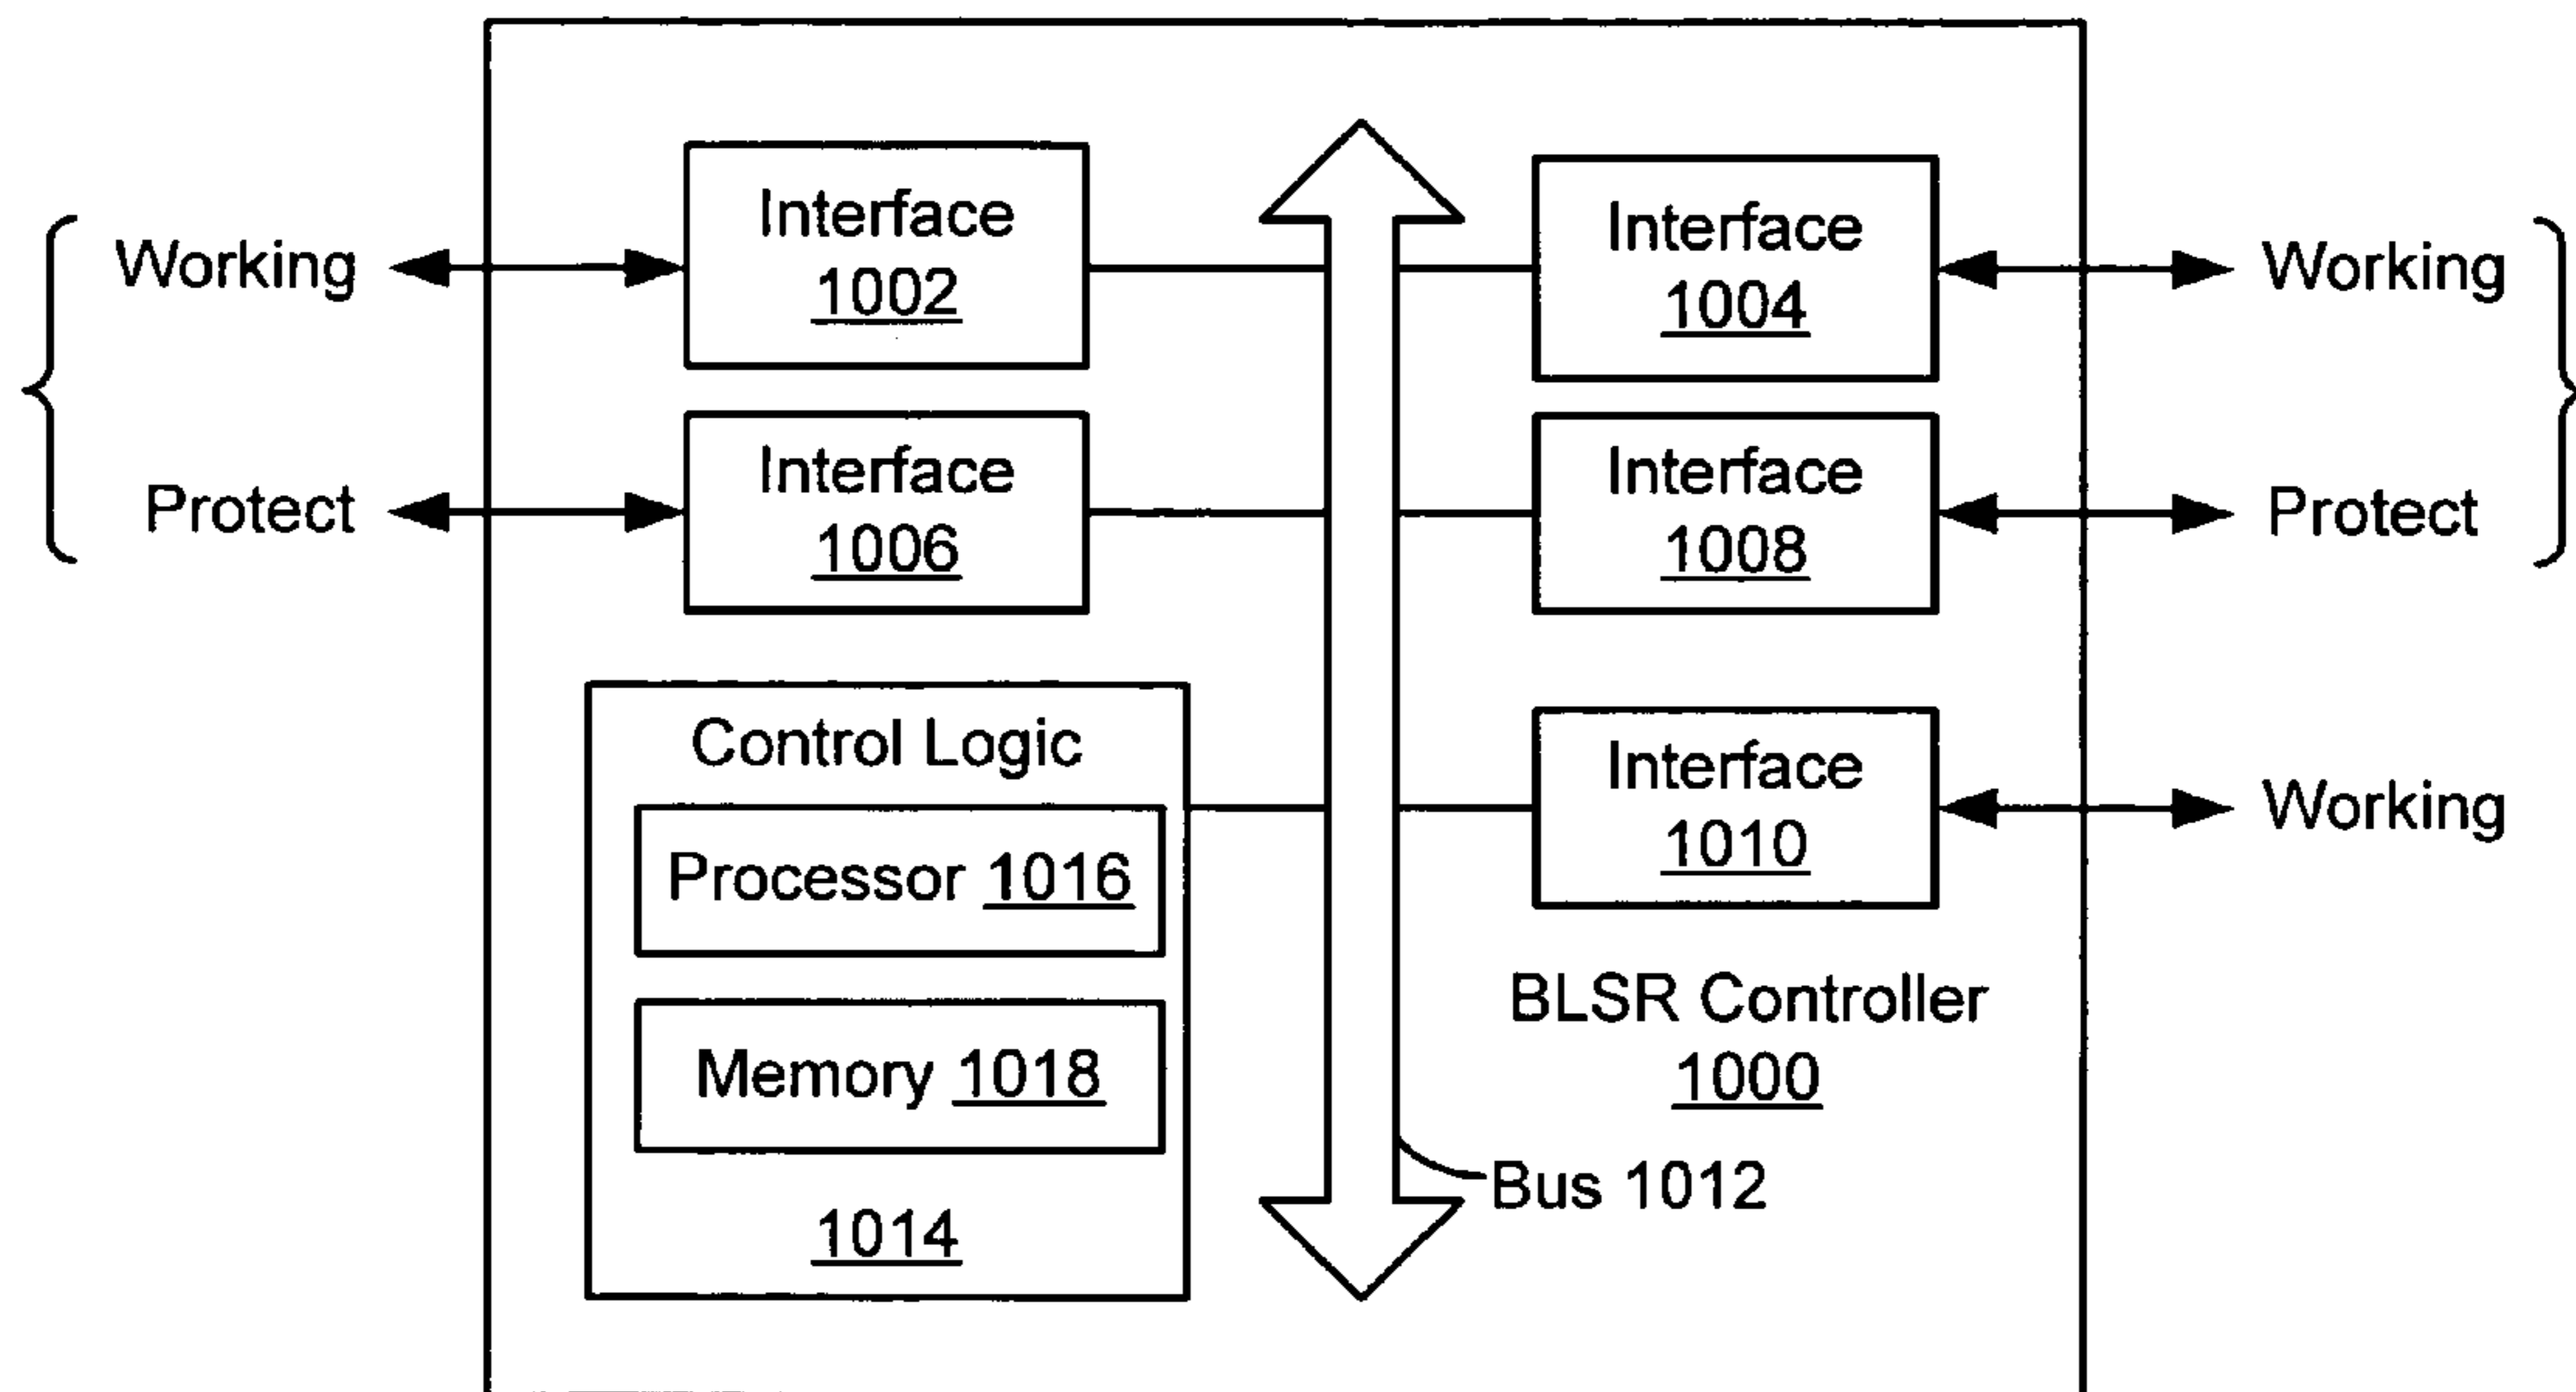 Working
Protect
Interface
1002
Interface
1006
Interface
1004
Interface
1008
Working
Protect
Control Logic
Processor 1016
Memory 1018
1014
Interface
1010
Working
BLSR Controller
1000
Bus 1012